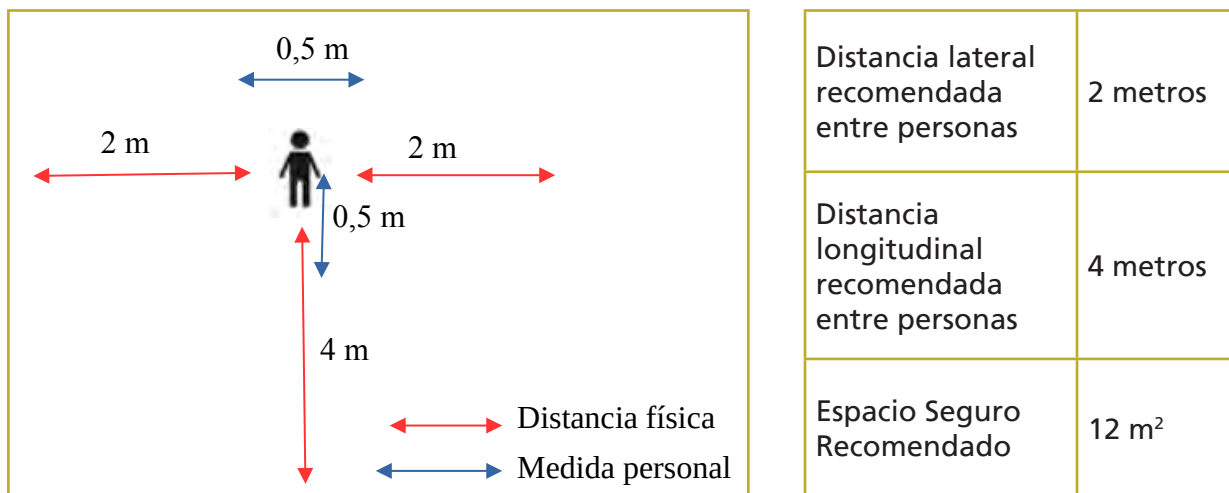 0,5 m
2 m
2 m
0,5 m
4 m
Distancia física
Medida personal
Distancia lateral
recomendada
entre personas
2 metros
Distancia
longitudinal
recomendada
entre personas
4 metros
Espacio Seguro
Recomendado
12 m²